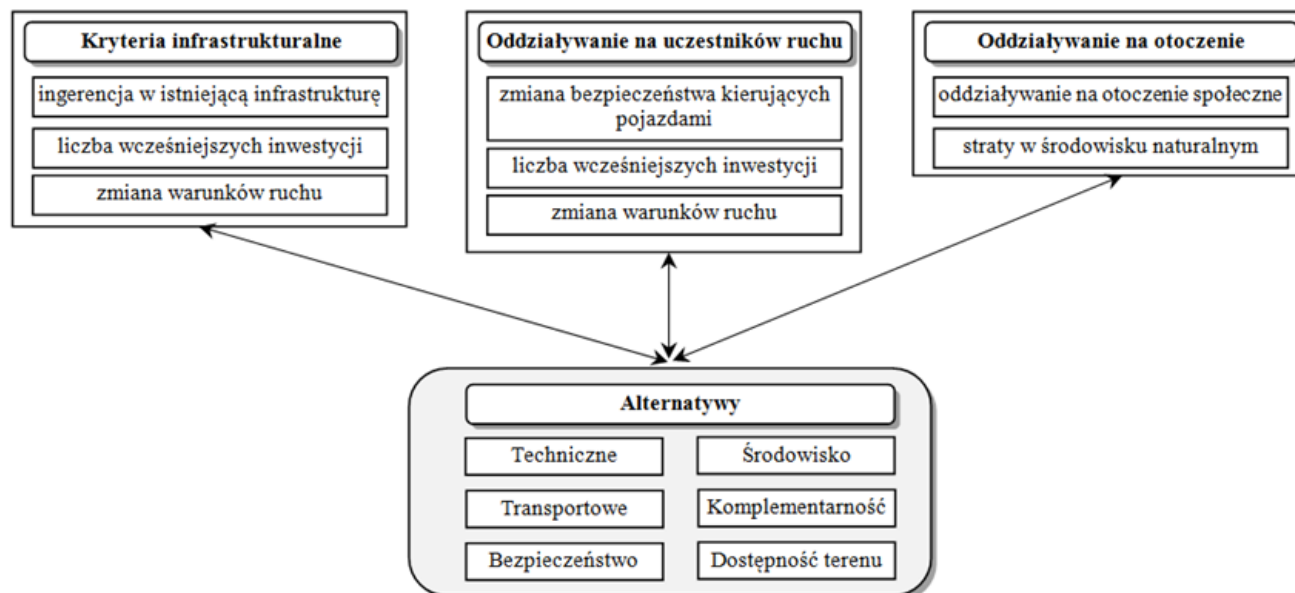 Kryteria infrastrukturalne
ingerencja w istniejącą infrastrukturę
liczba wcześniejszych inwestycji
zmiana warunków ruchu
Oddziaływanie na uczestników ruchu
zmiana bezpieczeństwa kierujących
pojazdami
liczba wcześniejszych inwestycji
zmiana warunków ruchu
Oddziaływanie na otoczenie
oddziaływanie na otoczenie społeczne
straty w środowisku naturalnym
Alternatywy
Techniczne
Środowisko
Transportowe
Komplementarność
Bezpieczeństwo
Dostępność terenu